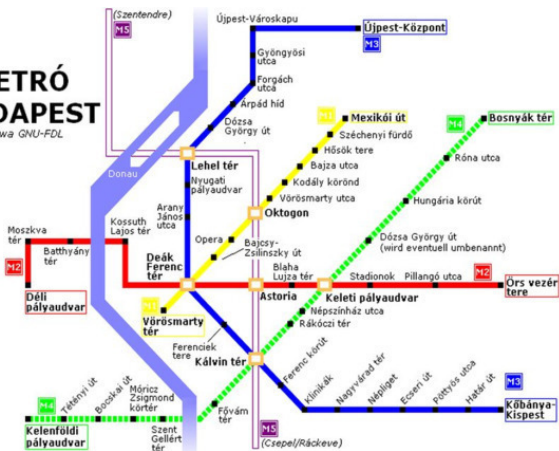 (Szentendre)
M5
Újpest-Városkapu
Újpest-Központ
M3
ETRÓ
DAPEST
wa GNU-FDL
Gyöngyösi
utca
Forgách
utca
Árpád híd
Dózsa
György út
M1
Mexikói út
Széchenyi fürdő
Hősök tere
Bajza utca
Kodály körönd
Vörösmarty utca
M4
Bosnyák tér
Róna utca
Hungária körút
Dózsa György út
(wird eventuell umbenannt)
Donau
Lehel tér
Nyugati
pályaudvar
Arany
János
utca
Oktogon
Opera
Bajcsy-
Zsilinszky út
Moszkva
tér
Batthyány
tér
Kossuth
Lajos tér
Deák
Ferenc
tér
Blaha
Lujza tér
Stadionok
Pillangó utca
M2
Örs vezér
tere
M2
Déli
pályaudvar
M1
Vörösmarty
tér
Astoria
Keleti pályaudvar
Népszínház utca
Rákóczi tér
Ferenciek
tere
Kálvin tér
Ferenc körút
Klinikák
Nagyvárad tér
Népliget
Ecseri út
Pöttyös utca
Határ út
M3
Kőbánya-
Kispest
M4
Kelenföldi
pályaudvar
Tétényi út
Bocskai út
Móricz
Zsigmond
körtér
Szent
Gellért
tér
Fővám
tér
M5
(Csepel/Ráckeve)